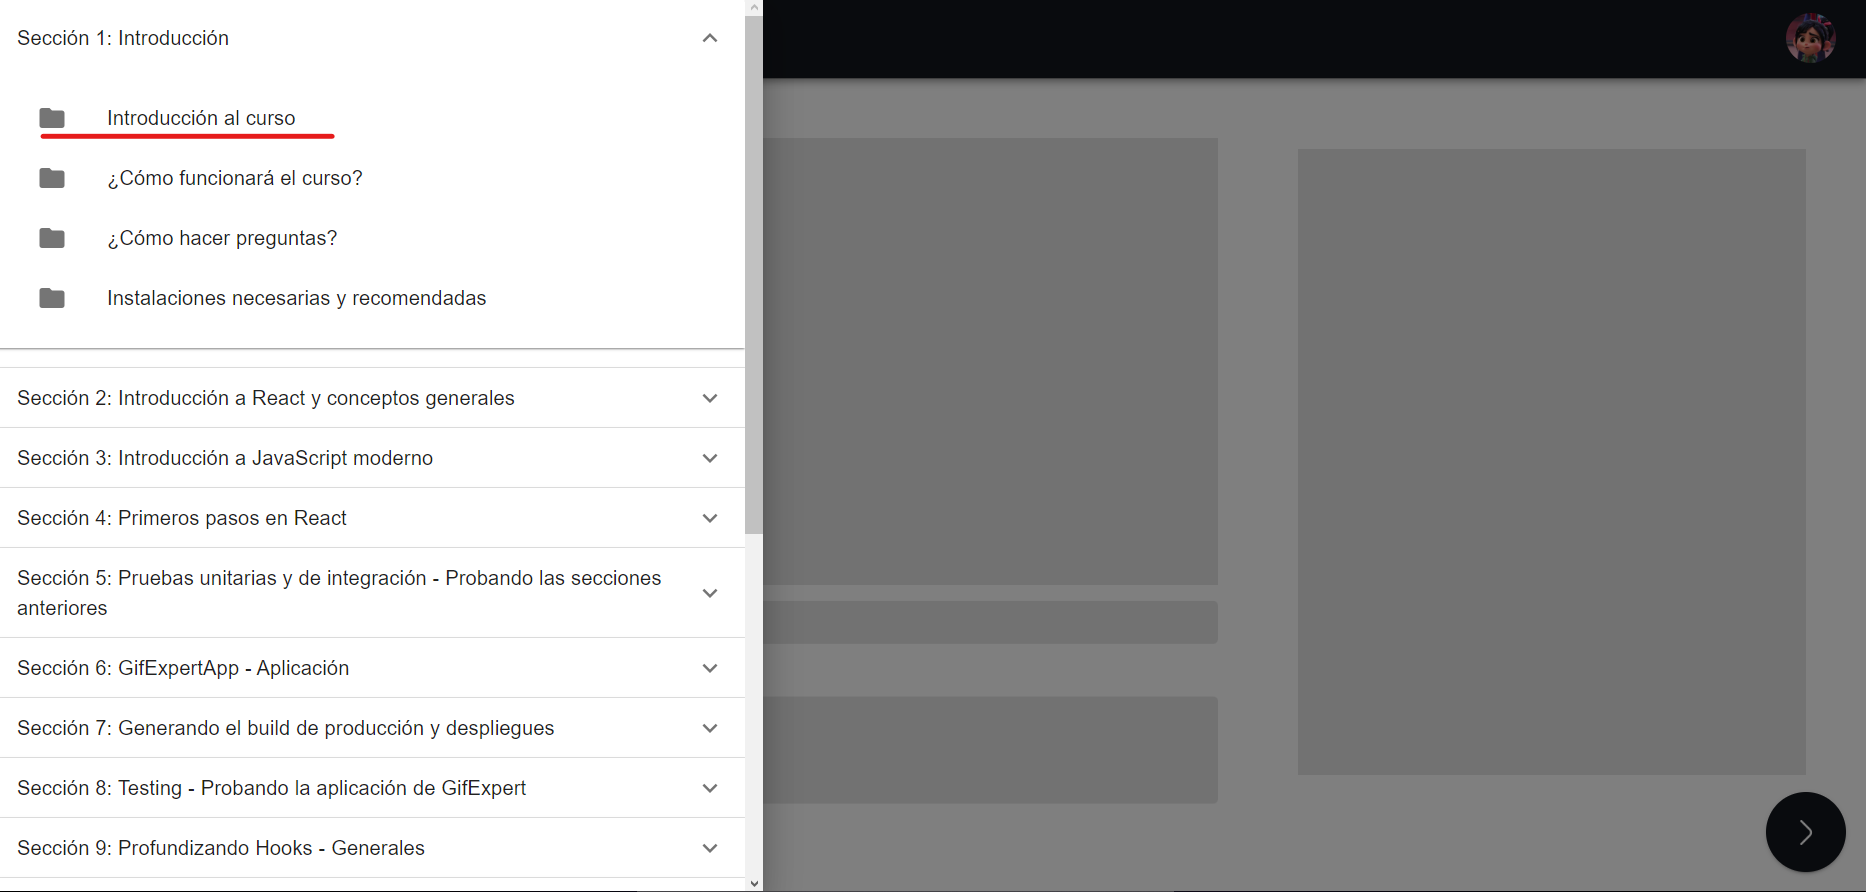 Sección 1: Introducción
Introducción al curso
¿Cómo funcionará el curso?
¿Cómo hacer preguntas?
Instalaciones necesarias y recomendadas
Sección 2: Introducción a React y conceptos generales
Sección 3: Introducción a JavaScript moderno
Sección 4: Primeros pasos en React
Sección 5: Pruebas unitarias y de integración - Probando las secciones
anteriores
Sección 6: GifExpertApp - Aplicación
Sección 7: Generando el build de producción y despliegues
Sección 8: Testing - Probando la aplicación de GifExpert
Sección 9: Profundizando Hooks - Generales